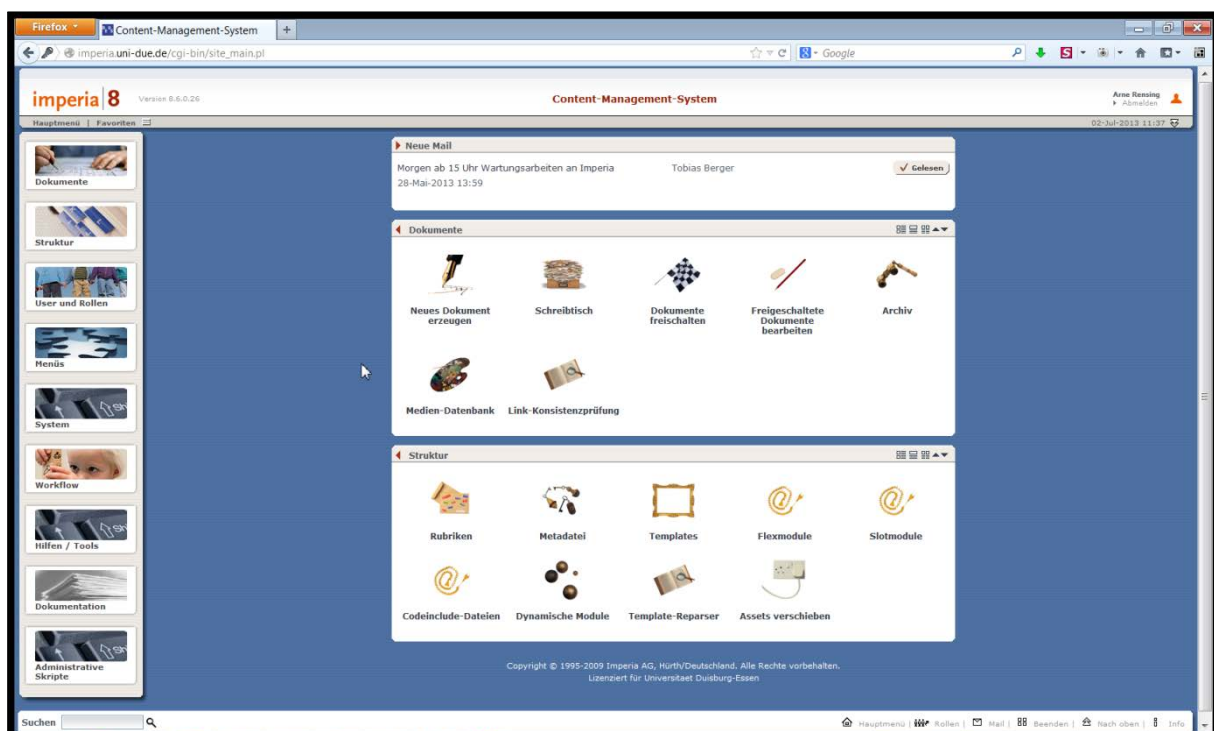 Firefox
Content-Management-System
imperia.uni-due.de/cgi-bin/site_main.pl
Google
imperia 8
Version 8.6.0.26
Content-Management-System
Arne Rensing
Abmelden
Hauptmenü | Favoriten
02-Jul-2013 11:37
Dokumente
Struktur
User und Rollen
Menüs
System
Workflow
Hilfen / Tools
Dokumentation
Administrative
Skripte
Neue Mail
Morgen ab 15 Uhr Wartungsarbeiten an Imperia Tobias Berger Gelesen
28-Mai-2013 13:59
Dokumente
Neues Dokument
erzeugen
Schreibtisch
Dokumente
freischalten
Freigeschaltete
Dokumente
bearbeiten
Archiv
Medien-Datenbank
Link-Konsistenzprüfung
Struktur
Rubriken
Metadatei
Templates
Flexmodule
Slotmodule
Codeinclude-Dateien
Dynamische Module
Template-Reparser
Assets verschieben
Copyright © 1995-2009 Imperia AG, Hürth/Deutschland. Alle Rechte vorbehalten.
Lizenziert für Universitaet Duisburg-Essen
Suchen
Hauptmenü | Rollen | Mail | Beenden | Nach oben | Info